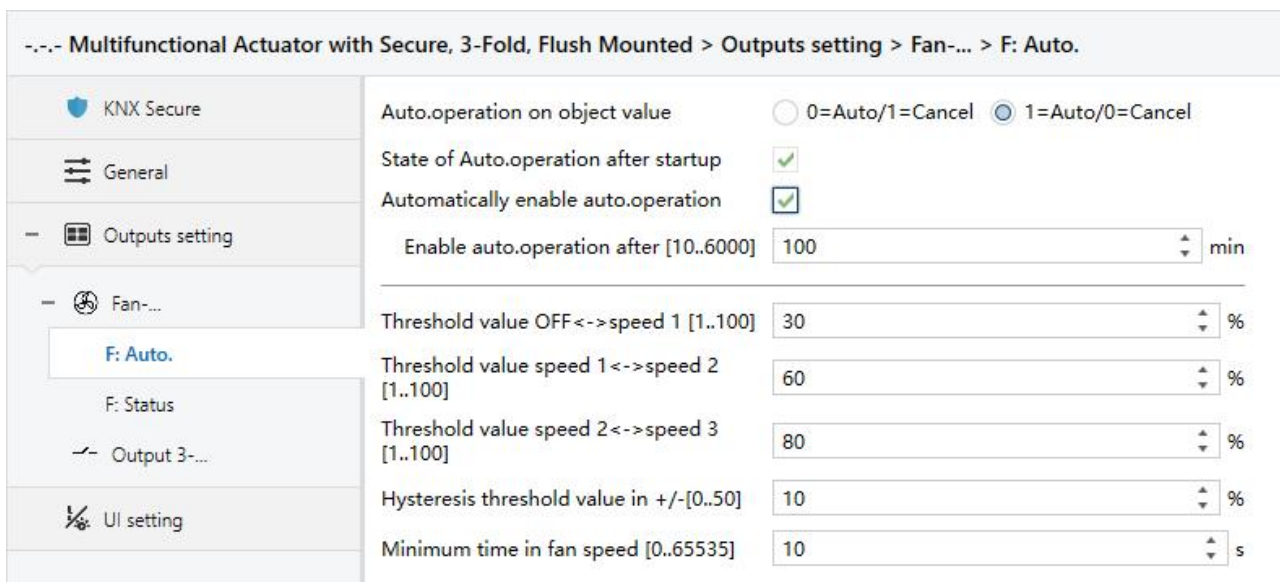 -.-.- Multifunctional Actuator with Secure, 3-Fold, Flush Mounted > Outputs setting > Fan-... > F: Auto.
KNX Secure
General
Outputs setting
Fan-...
F: Auto.
F: Status
Output 3-...
UI setting
Auto.operation on object value 0=Auto/1=Cancel 1=Auto/0=Cancel
State of Auto.operation after startup
Automatically enable auto.operation
Enable auto.operation after [10..6000] 100 min
Threshold value OFF<->speed 1 [1..100] 30 %
Threshold value speed 1<->speed 2
[1..100] 60 %
Threshold value speed 2<->speed 3
[1..100] 80 %
Hysteresis threshold value in +/-[0..50] 10 %
Minimum time in fan speed [0..65535] 10 s